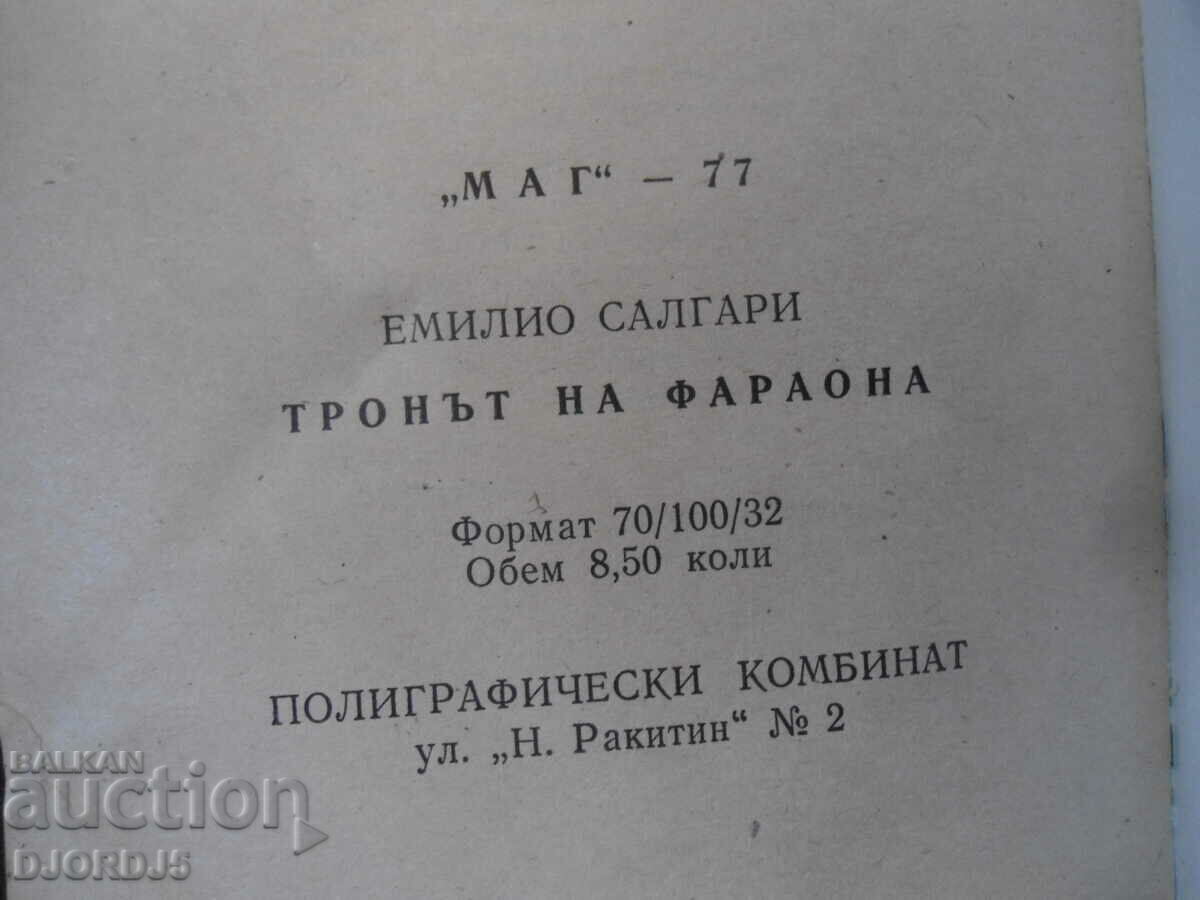 „МАГ“ — 77
ЕМИЛИО САЛГАРИ
ТРОНЪТ НА ФАРАОНА
Формат 70/100/32
Обем 8,50 коли
ПОЛИГРАФИЧЕСКИ КОМБИНАТ
ул. „Н. Ракитин“ № 2
BALKAN
auction
DJORDJ5